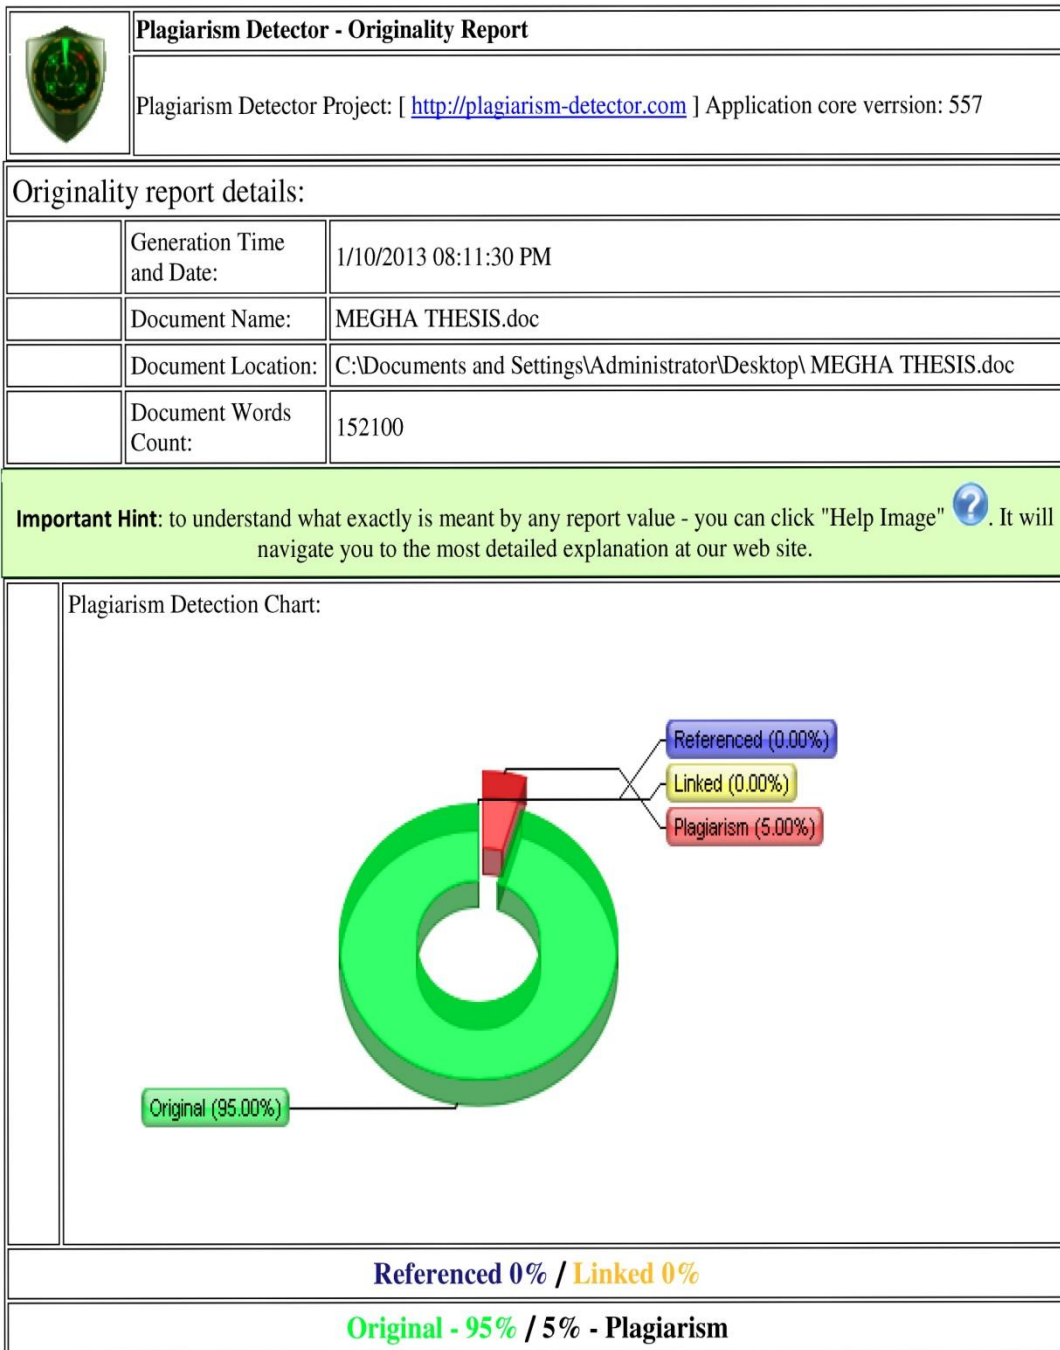 Plagiarism Detector - Originality Report
Plagiarism Detector Project: [ http://plagiarism-detector.com ] Application core verrsion: 557
Originality report details:
Generation Time
and Date:
1/10/2013 08:11:30 PM
Document Name:
MEGHA THESIS.doc
Document Location:
C:\Documents and Settings\Administrator\Desktop\ MEGHA THESIS.doc
Document Words
Count:
152100
Important Hint: to understand what exactly is meant by any report value - you can click "Help Image" ?. It will
navigate you to the most detailed explanation at our web site.
Plagiarism Detection Chart:
Referenced (0.00%)
Linked (0.00%)
Plagiarism (5.00%)
Original (95.00%)
Referenced 0% / Linked 0%
Original - 95% / 5% - Plagiarism